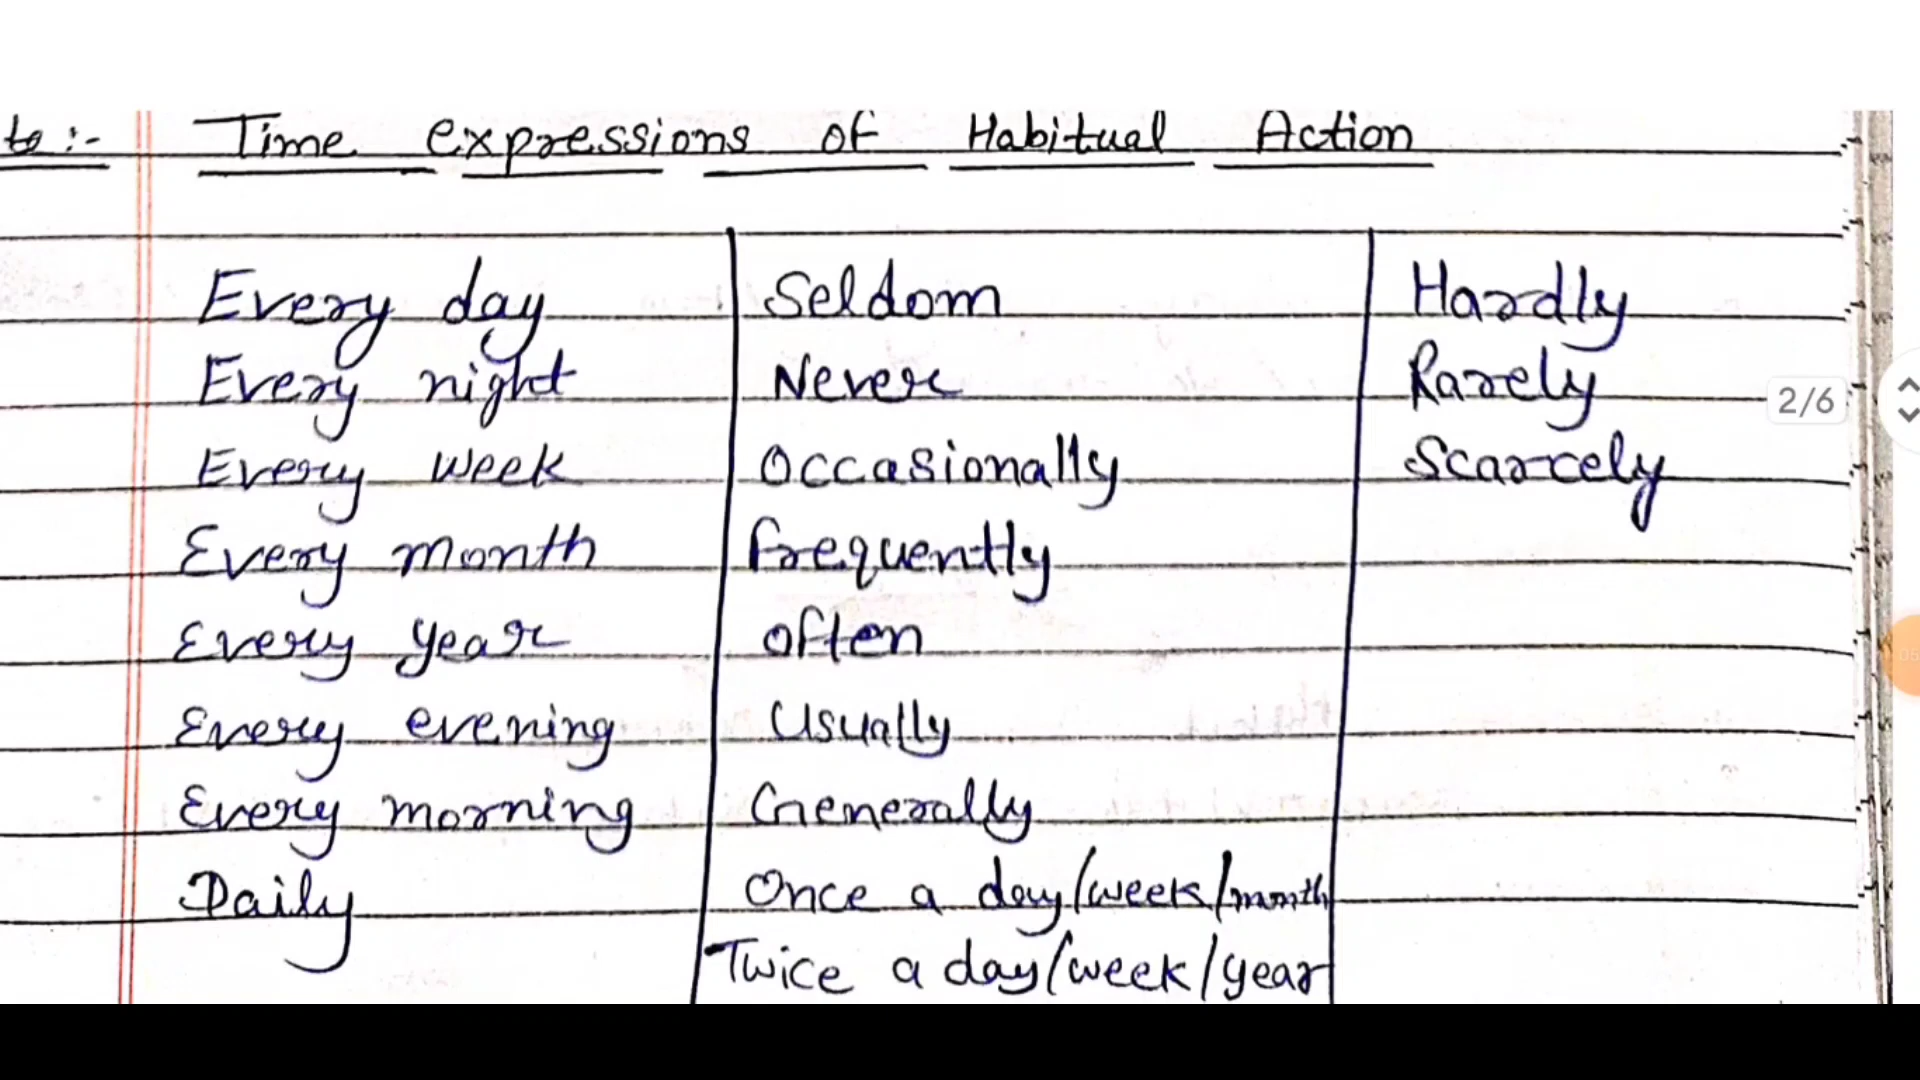 te :- Time expressions of Habitual Action
Every day Seldom Hardly
Every night Never Rarely
Every week Occasionally Scarcely
Every month frequently
Every year often
Every evening Usually
Every morning Generally
Daily Once a day/week/month
Twice a day/week/year
2/6